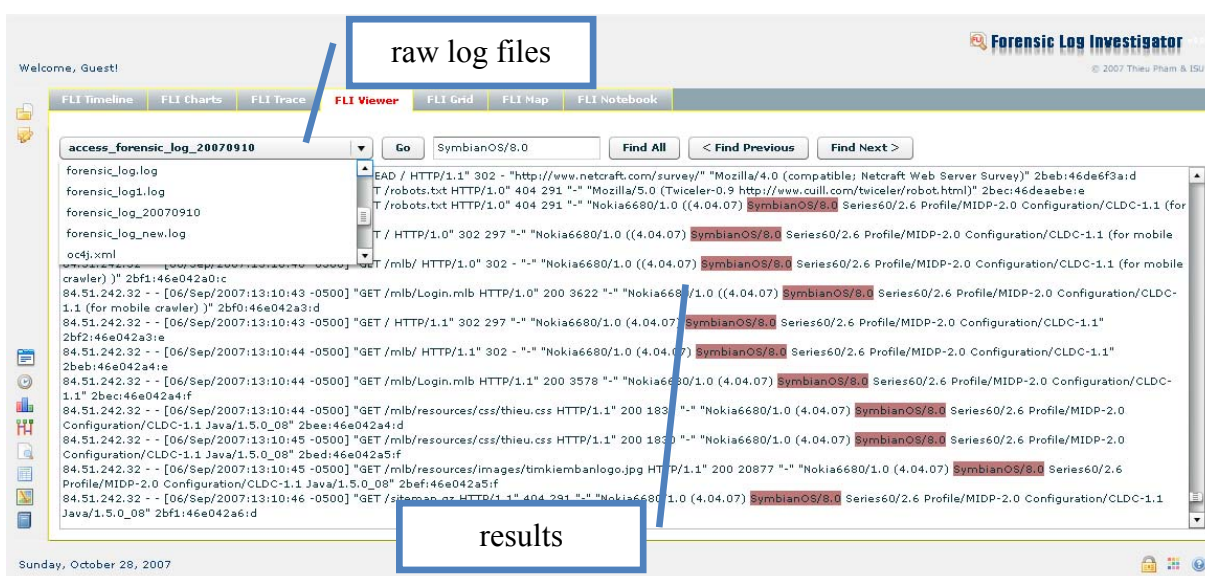 raw log files
Forensic Log Investigator
Welcome, Guest!
© 2007 Thieu Pham & ISU
FLI Timeline FLI Charts FLI Trace FLI Viewer FLI Grid FLI Map FLI Notebook
access_forensic_log_20070910 Go SymbianOS/8.0 Find All < Find Previous Find Next >
forensic_log.log
forensic_log1.log
forensic_log_20070910
forensic_log_new.log
oc4j.xml
EAD / HTTP/1.1" 302 - "http://www.netcraft.com/survey/" "Mozilla/4.0 (compatible; Netcraft Web Server Survey)" 2beb:46de6f3a:d
T /robots.txt HTTP/1.0" 404 291 "-" "Mozilla/5.0 (Twiceler-0.9 http://www.cuill.com/twiceler/robot.html)" 2bec:46deaebe:e
T /robots.txt HTTP/1.0" 404 291 "-" "Nokia6680/1.0 ((4.04.07) SymbianOS/8.0 Series60/2.6 Profile/MIDP-2.0 Configuration/CLDC-1.1 (for
T / HTTP/1.0" 302 297 "-" "Nokia6680/1.0 ((4.04.07) SymbianOS/8.0 Series60/2.6 Profile/MIDP-2.0 Configuration/CLDC-1.1 (for mobile
84.51.242.32 - - [06/Sep/2007:13:10:40 -0500] "GET /mlb/ HTTP/1.0" 302 - "-" "Nokia6680/1.0 ((4.04.07) SymbianOS/8.0 Series60/2.6 Profile/MIDP-2.0 Configuration/CLDC-1.1 (for mobile
crawler) )" 2bf1:46e042a0:c
84.51.242.32 - - [06/Sep/2007:13:10:43 -0500] "GET /mlb/Login.mlb HTTP/1.0" 200 3622 "-" "Nokia6680/1.0 ((4.04.07) SymbianOS/8.0 Series60/2.6 Profile/MIDP-2.0 Configuration/CLDC-
1.1 (for mobile crawler) )" 2bf0:46e042a3:d
84.51.242.32 - - [06/Sep/2007:13:10:43 -0500] "GET / HTTP/1.1" 302 297 "-" "Nokia6680/1.0 (4.04.07) SymbianOS/8.0 Series60/2.6 Profile/MIDP-2.0 Configuration/CLDC-1.1"
2bf2:46e042a3:e
84.51.242.32 - - [06/Sep/2007:13:10:44 -0500] "GET /mlb/ HTTP/1.1" 302 - "-" "Nokia6680/1.0 (4.04.07) SymbianOS/8.0 Series60/2.6 Profile/MIDP-2.0 Configuration/CLDC-1.1"
2beb:46e042a4:e
84.51.242.32 - - [06/Sep/2007:13:10:44 -0500] "GET /mlb/Login.mlb HTTP/1.1" 200 3578 "-" "Nokia6680/1.0 (4.04.07) SymbianOS/8.0 Series60/2.6 Profile/MIDP-2.0 Configuration/CLDC-
1.1" 2bec:46e042a4:f
84.51.242.32 - - [06/Sep/2007:13:10:44 -0500] "GET /mlb/resources/css/thieu.css HTTP/1.1" 200 1830 "-" "Nokia6680/1.0 (4.04.07) SymbianOS/8.0 Series60/2.6 Profile/MIDP-2.0
Configuration/CLDC-1.1 Java/1.5.0_08" 2bee:46e042a4:d
84.51.242.32 - - [06/Sep/2007:13:10:45 -0500] "GET /mlb/resources/css/thieu.css HTTP/1.1" 200 1830 "-" "Nokia6680/1.0 (4.04.07) SymbianOS/8.0 Series60/2.6 Profile/MIDP-2.0
Configuration/CLDC-1.1 Java/1.5.0_08" 2bed:46e042a5:f
84.51.242.32 - - [06/Sep/2007:13:10:45 -0500] "GET /mlb/resources/images/timkiembanlogo.jpg HTTP/1.1" 200 20877 "-" "Nokia6680/1.0 (4.04.07) SymbianOS/8.0 Series60/2.6
Profile/MIDP-2.0 Configuration/CLDC-1.1 Java/1.5.0_08" 2bef:46e042a5:f
84.51.242.32 - - [06/Sep/2007:13:10:46 -0500] "GET /sitemap.gz HTTP/1.1" 404 291 "-" "Nokia6680/1.0 (4.04.07) SymbianOS/8.0 Series60/2.6 Profile/MIDP-2.0 Configuration/CLDC-1.1
Java/1.5.0_08" 2bf1:46e042a6:d
results
Sunday, October 28, 2007